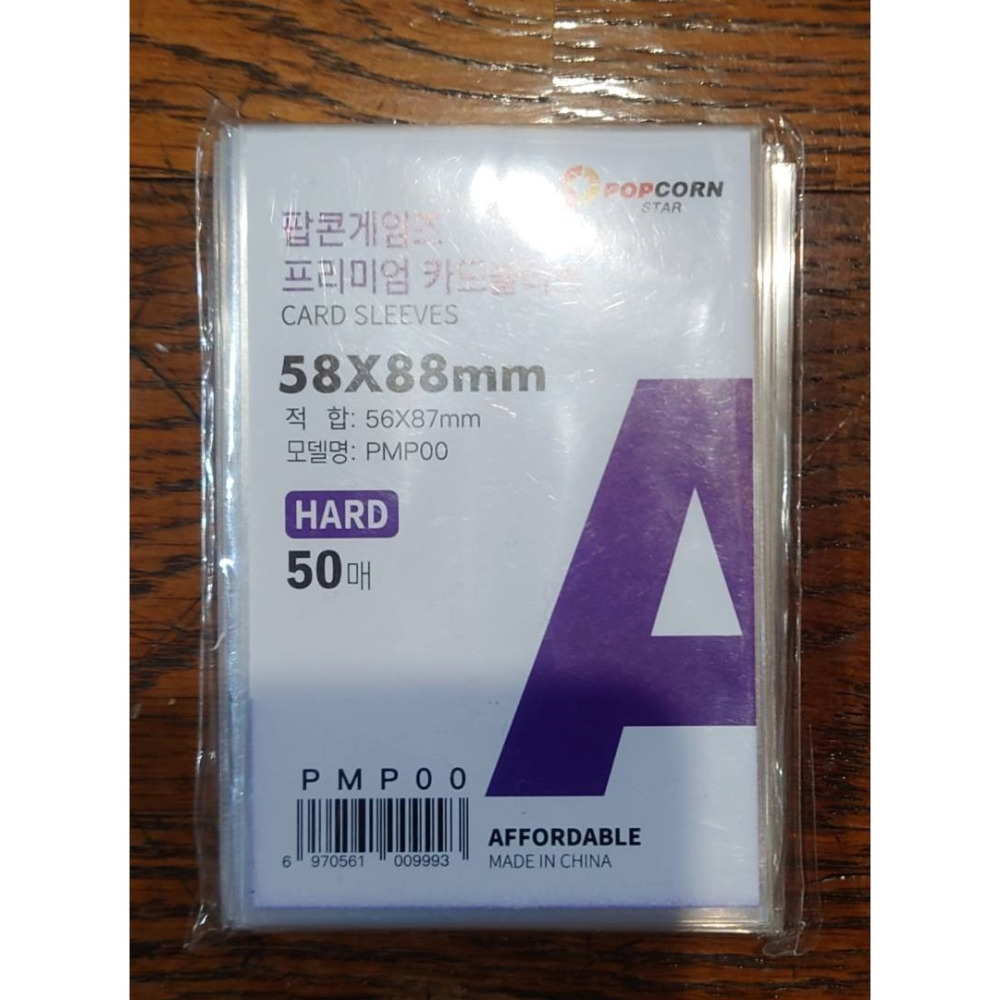 POPCORN
STAR
팝콘게임즈
프리미엄 카드슬리브
CARD SLEEVES
58X88mm
적 합: 56X87mm
모델명: PMP00
HARD
50매
A
PMP00
6 970561 009993
AFFORDABLE
MADE IN CHINA